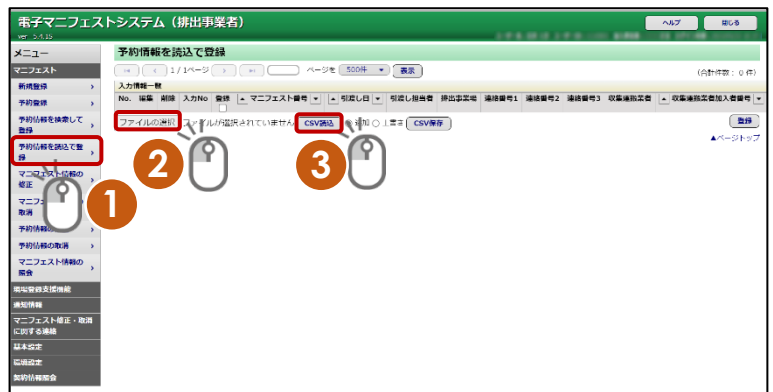 電子マニフェストシステム（排出事業者）
ver 5.4.15
ヘルプ
閉じる
メニュー
予約情報を読込で登録
マニフェスト
1 / 1ページ
ページを
500件
表示
（合計件数： 0 件）
新規登録
入力情報一覧
No. 編集 削除 入力No 登録 マニフェスト番号 引渡し日 引渡し担当者 排出事業場 連絡番号1 連絡番号2 連絡番号3 収集運搬業者 収集運搬業者加入者番号
予約登録
予約情報を検索して
登録
ファイルの選択
ファイルが選択されていません
CSV読込
追加
上書き
CSV保存
登録
▲ページトップ
予約情報を読込で登
録
マニフェスト情報の
修正
マニフェ
取消
予約情報の
予約情報の取消
マニフェスト情報の
照会
現場登録支援機能
通知情報
マニフェスト修正・取消
に関する連絡
基本設定
環境設定
契約情報照会
1
2
3